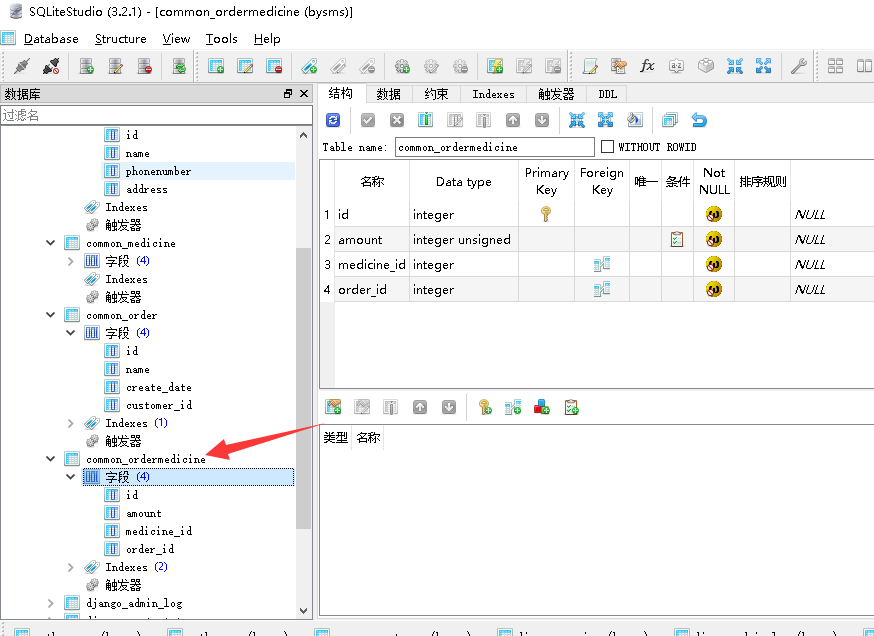 SQLiteStudio (3.2.1) - [common_ordermedicine (bysms)]
Database Structure View Tools Help
数据库
过滤名
id
name
phonenumber
address
Indexes
触发器
common_medicine
字段 (4)
Indexes
触发器
common_order
字段 (4)
id
name
create_date
customer_id
Indexes (1)
触发器
common_ordermedicine
字段 (4)
id
amount
medicine_id
order_id
Indexes (2)
触发器
django_admin_log
结构 数据 约束 Indexes 触发器 DDL
Table name: common_ordermedicine WITHOUT ROWID
名称 Data type Primary Key Foreign Key 唯一 条件 Not NULL 排序规则
1 id integer NULL
2 amount integer unsigned NULL
3 medicine_id integer NULL
4 order_id integer NULL
类型 名称